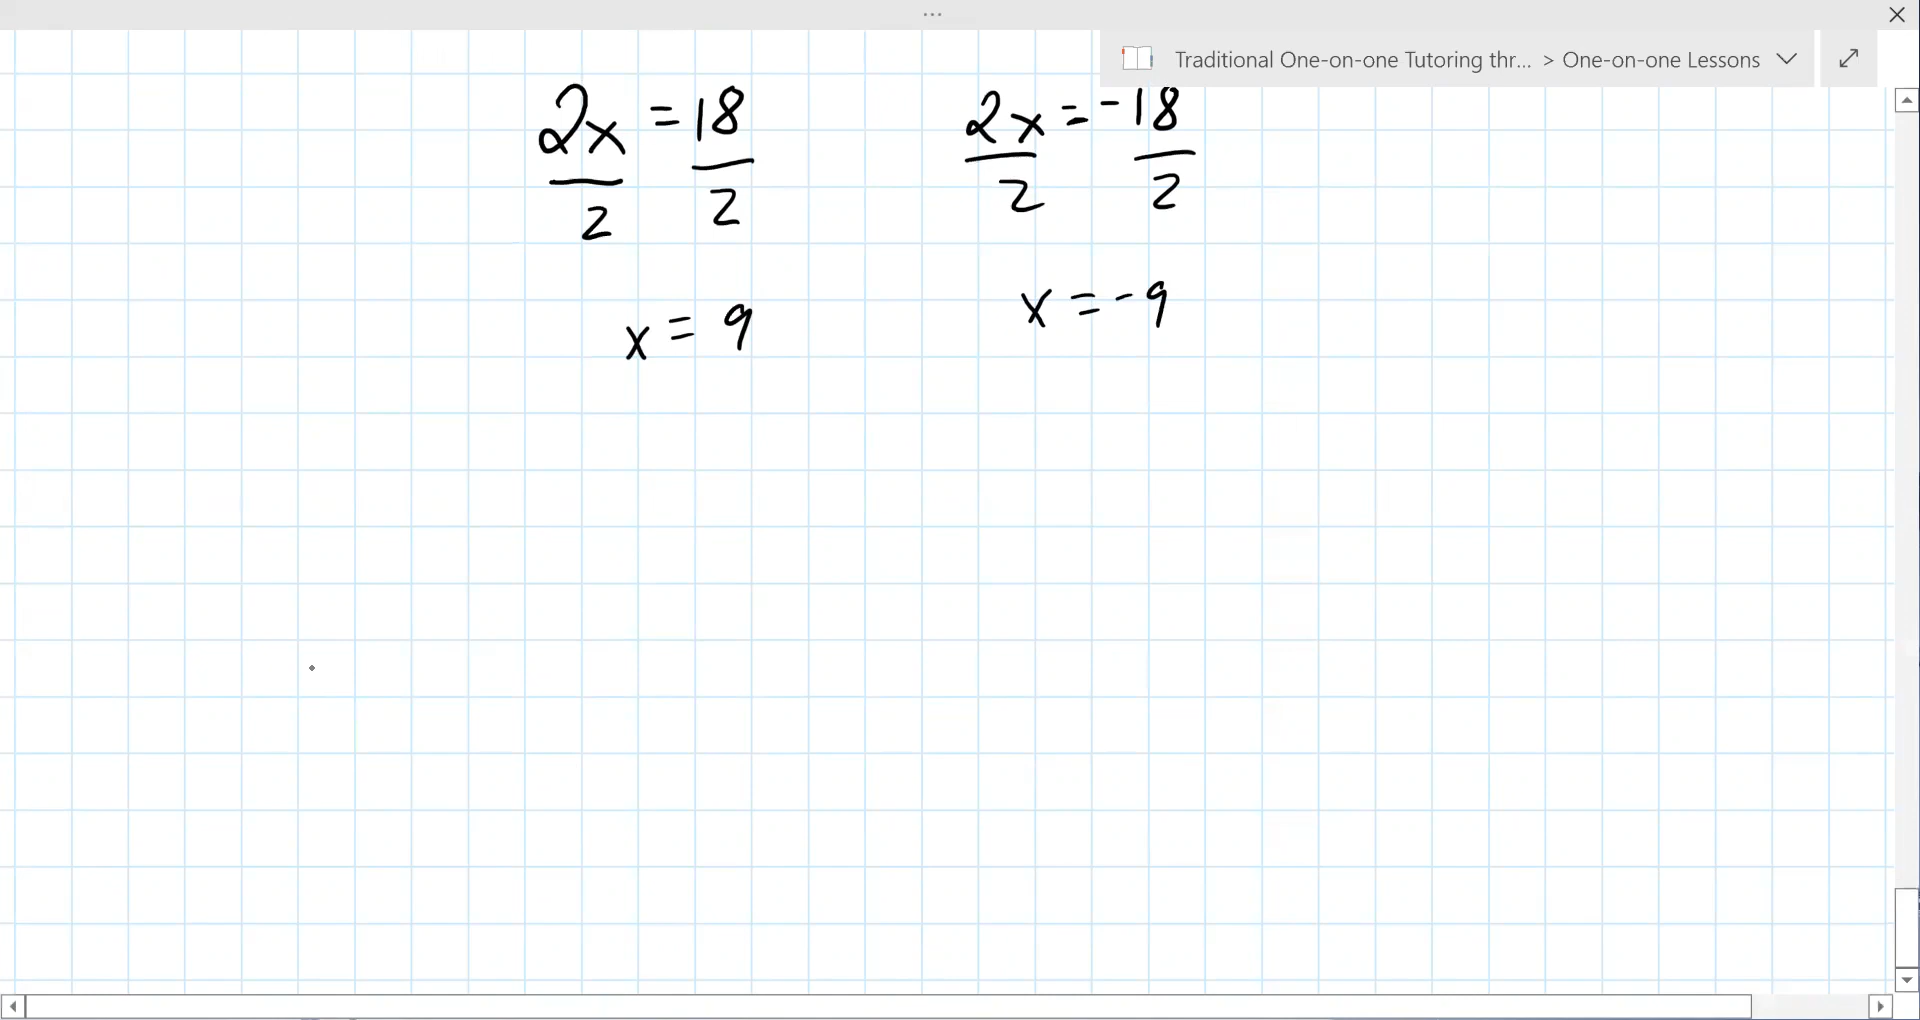 Traditional One-on-one Tutoring thr... > One-on-one Lessons
2x = 18
2 2
x = 9
2x = -18
2 2
x = -9